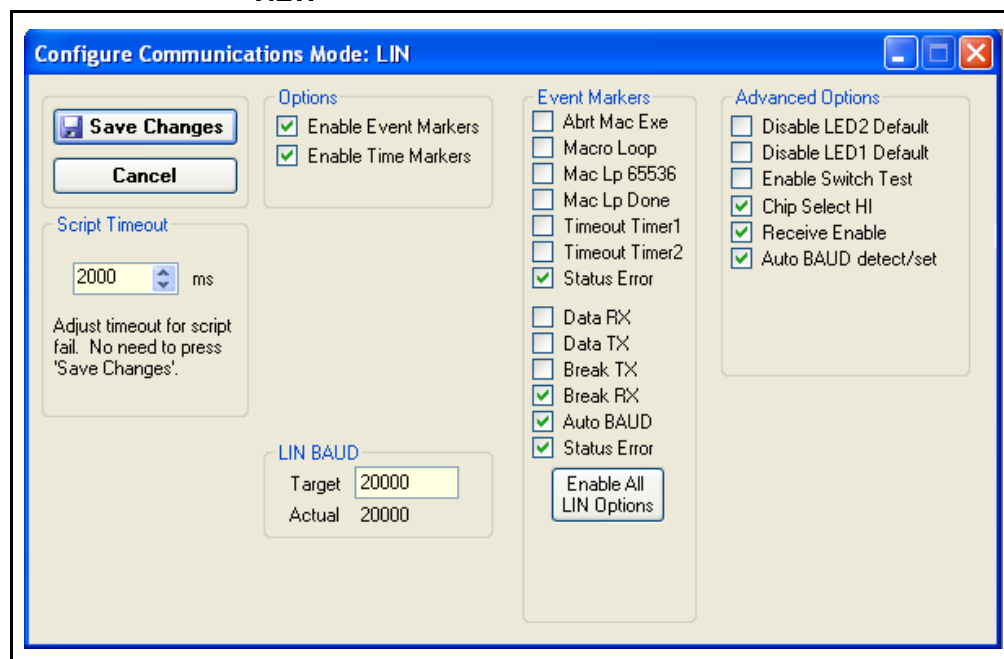 Configure Communications Mode: LIN
Save Changes
Cancel
Script Timeout
2000 ms
Adjust timeout for script
fail. No need to press
'Save Changes'.
Options
Enable Event Markers
Enable Time Markers
LIN BAUD
Target 20000
Actual 20000
Event Markers
Abrt Mac Exe
Macro Loop
Mac Lp 65536
Mac Lp Done
Timeout Timer1
Timeout Timer2
Status Error
Data RX
Data TX
Break TX
Break RX
Auto BAUD
Status Error
Enable All
LIN Options
Advanced Options
Disable LED2 Default
Disable LED1 Default
Enable Switch Test
Chip Select HI
Receive Enable
Auto BAUD detect/set